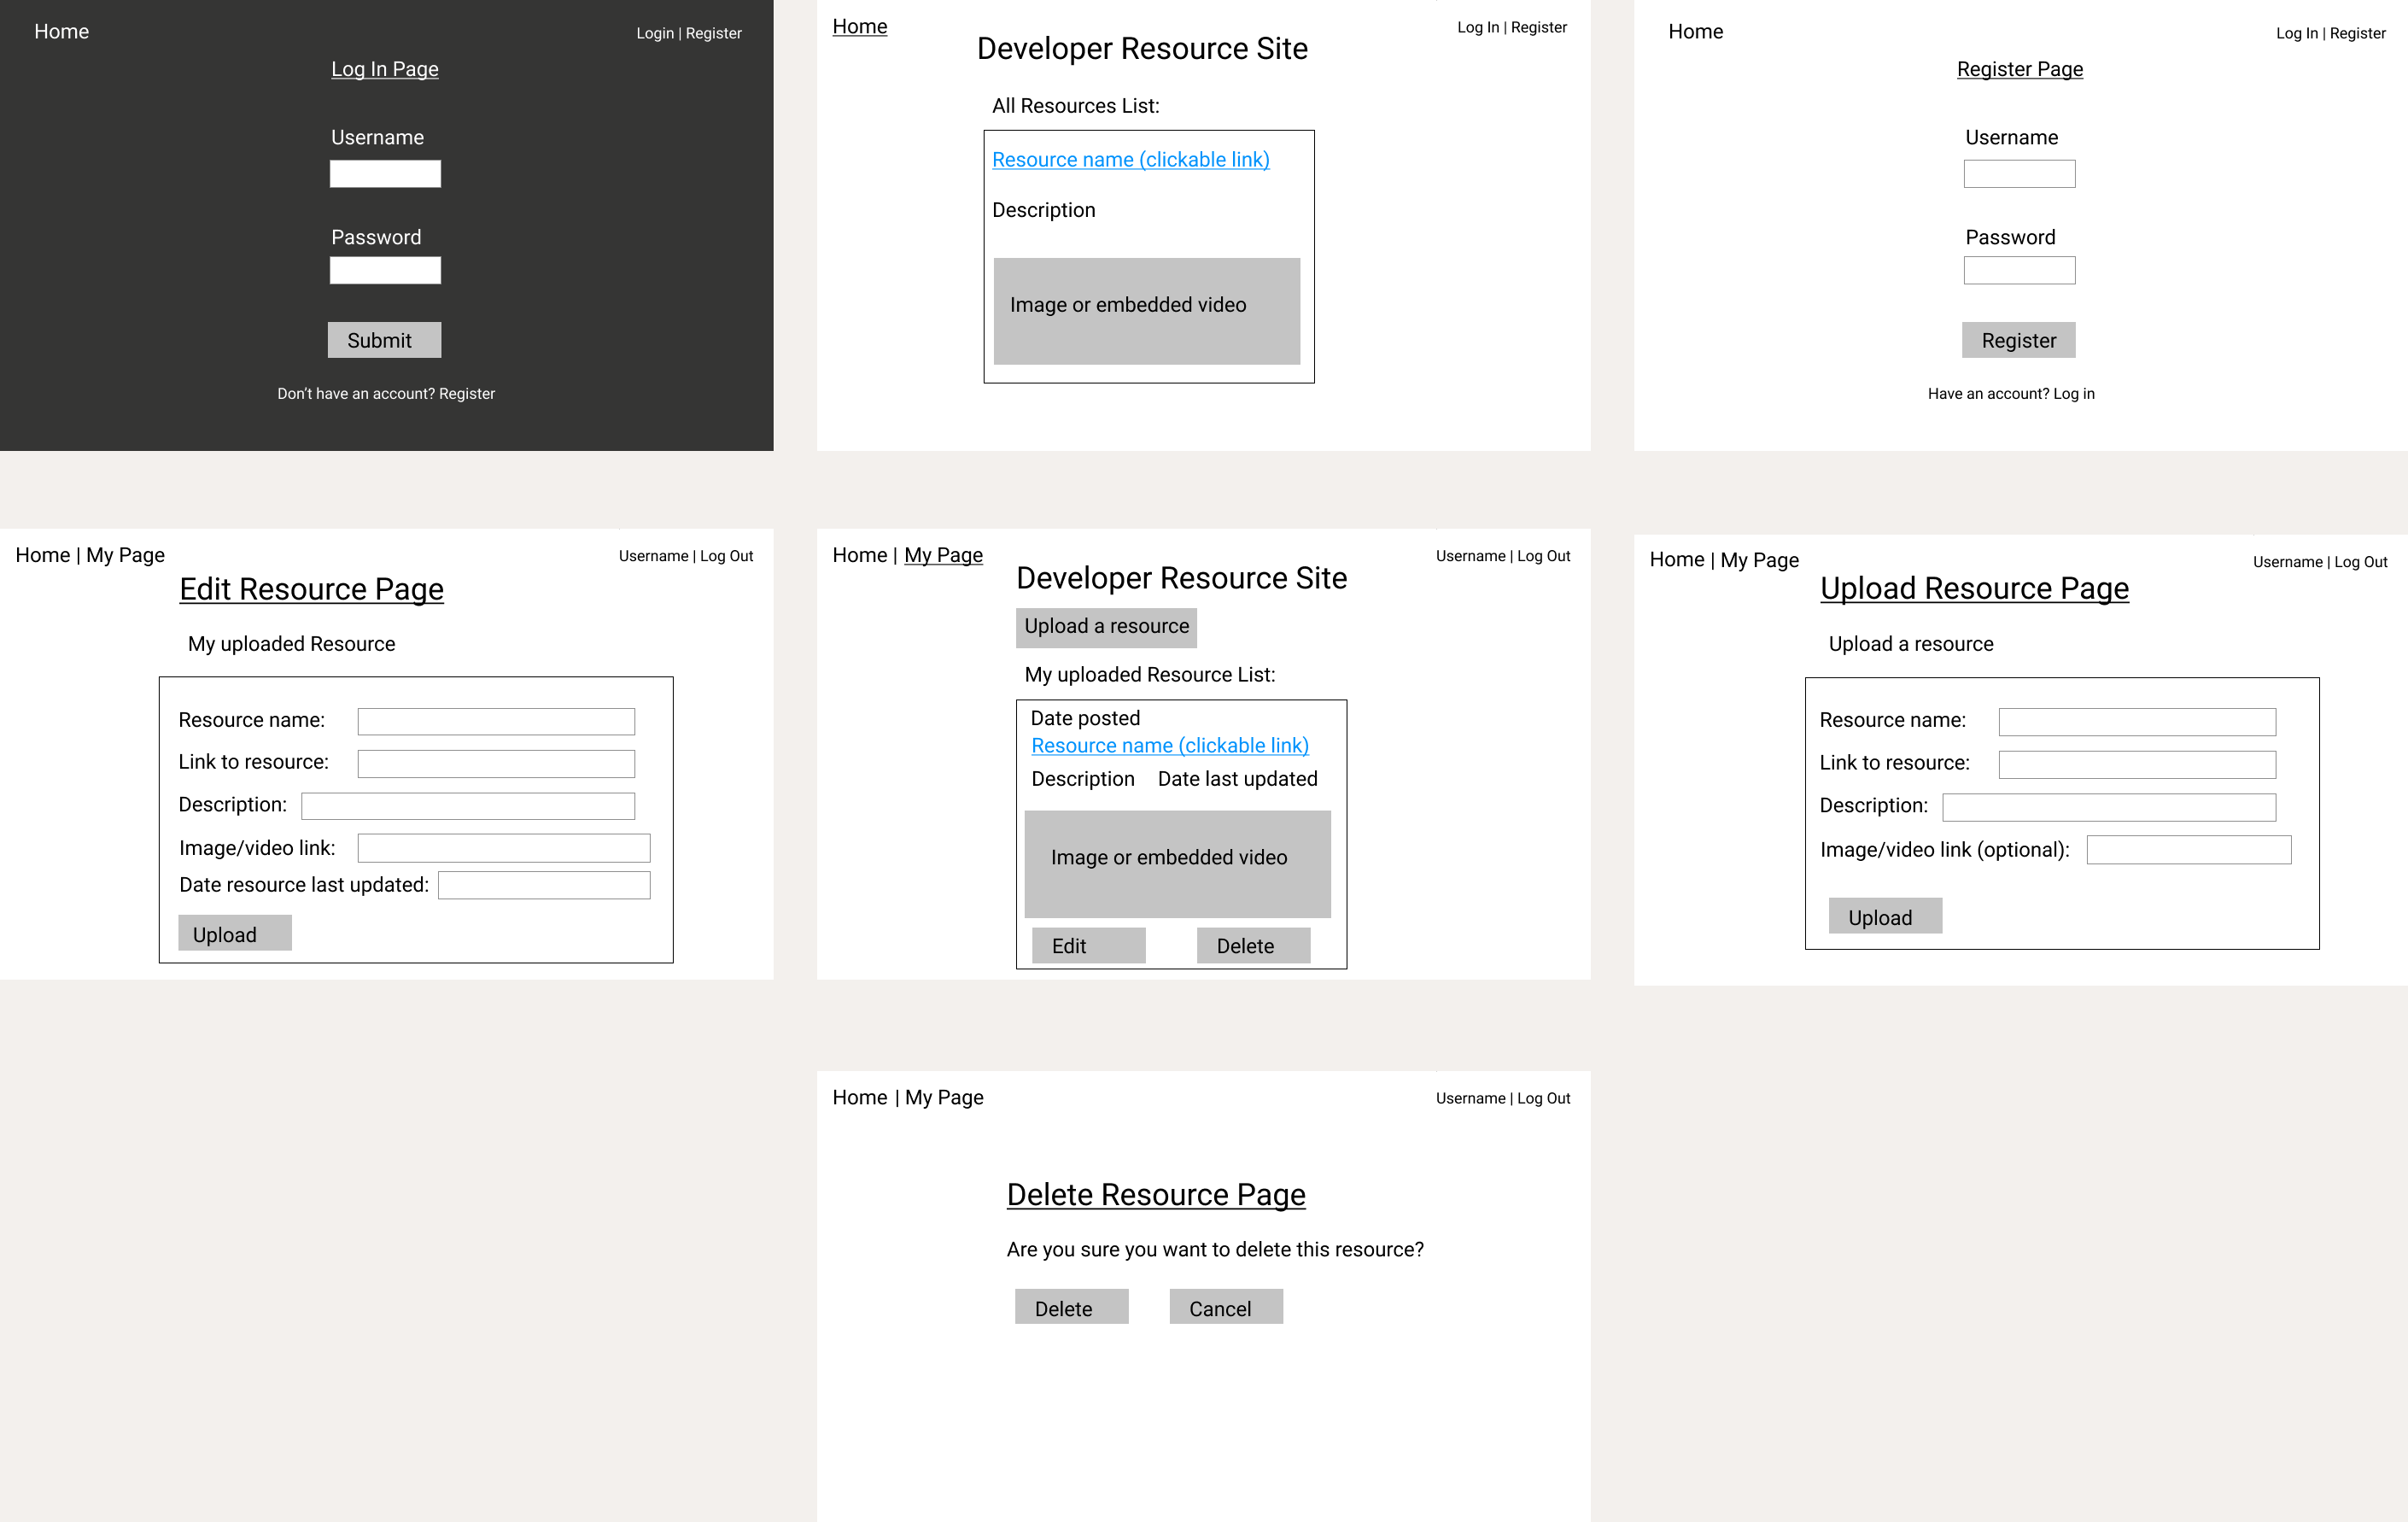 Home
Login | Register
Log In Page
Username
Password
Submit
Don't have an account? Register
Home
Log In | Register
Developer Resource Site
All Resources List:
Resource name (clickable link)
Description
Image or embedded video
Home
Log In | Register
Register Page
Username
Password
Register
Have an account? Log in
Home | My Page
Username | Log Out
Edit Resource Page
My uploaded Resource
Resource name:
Link to resource:
Description:
Image/video link:
Date resource last updated:
Upload
Home | My Page
Username | Log Out
Developer Resource Site
Upload a resource
My uploaded Resource List:
Date posted
Resource name (clickable link)
Description Date last updated
Image or embedded video
Edit Delete
Home | My Page
Username | Log Out
Upload Resource Page
Upload a resource
Resource name:
Link to resource:
Description:
Image/video link (optional):
Upload
Home | My Page
Username | Log Out
Delete Resource Page
Are you sure you want to delete this resource?
Delete Cancel